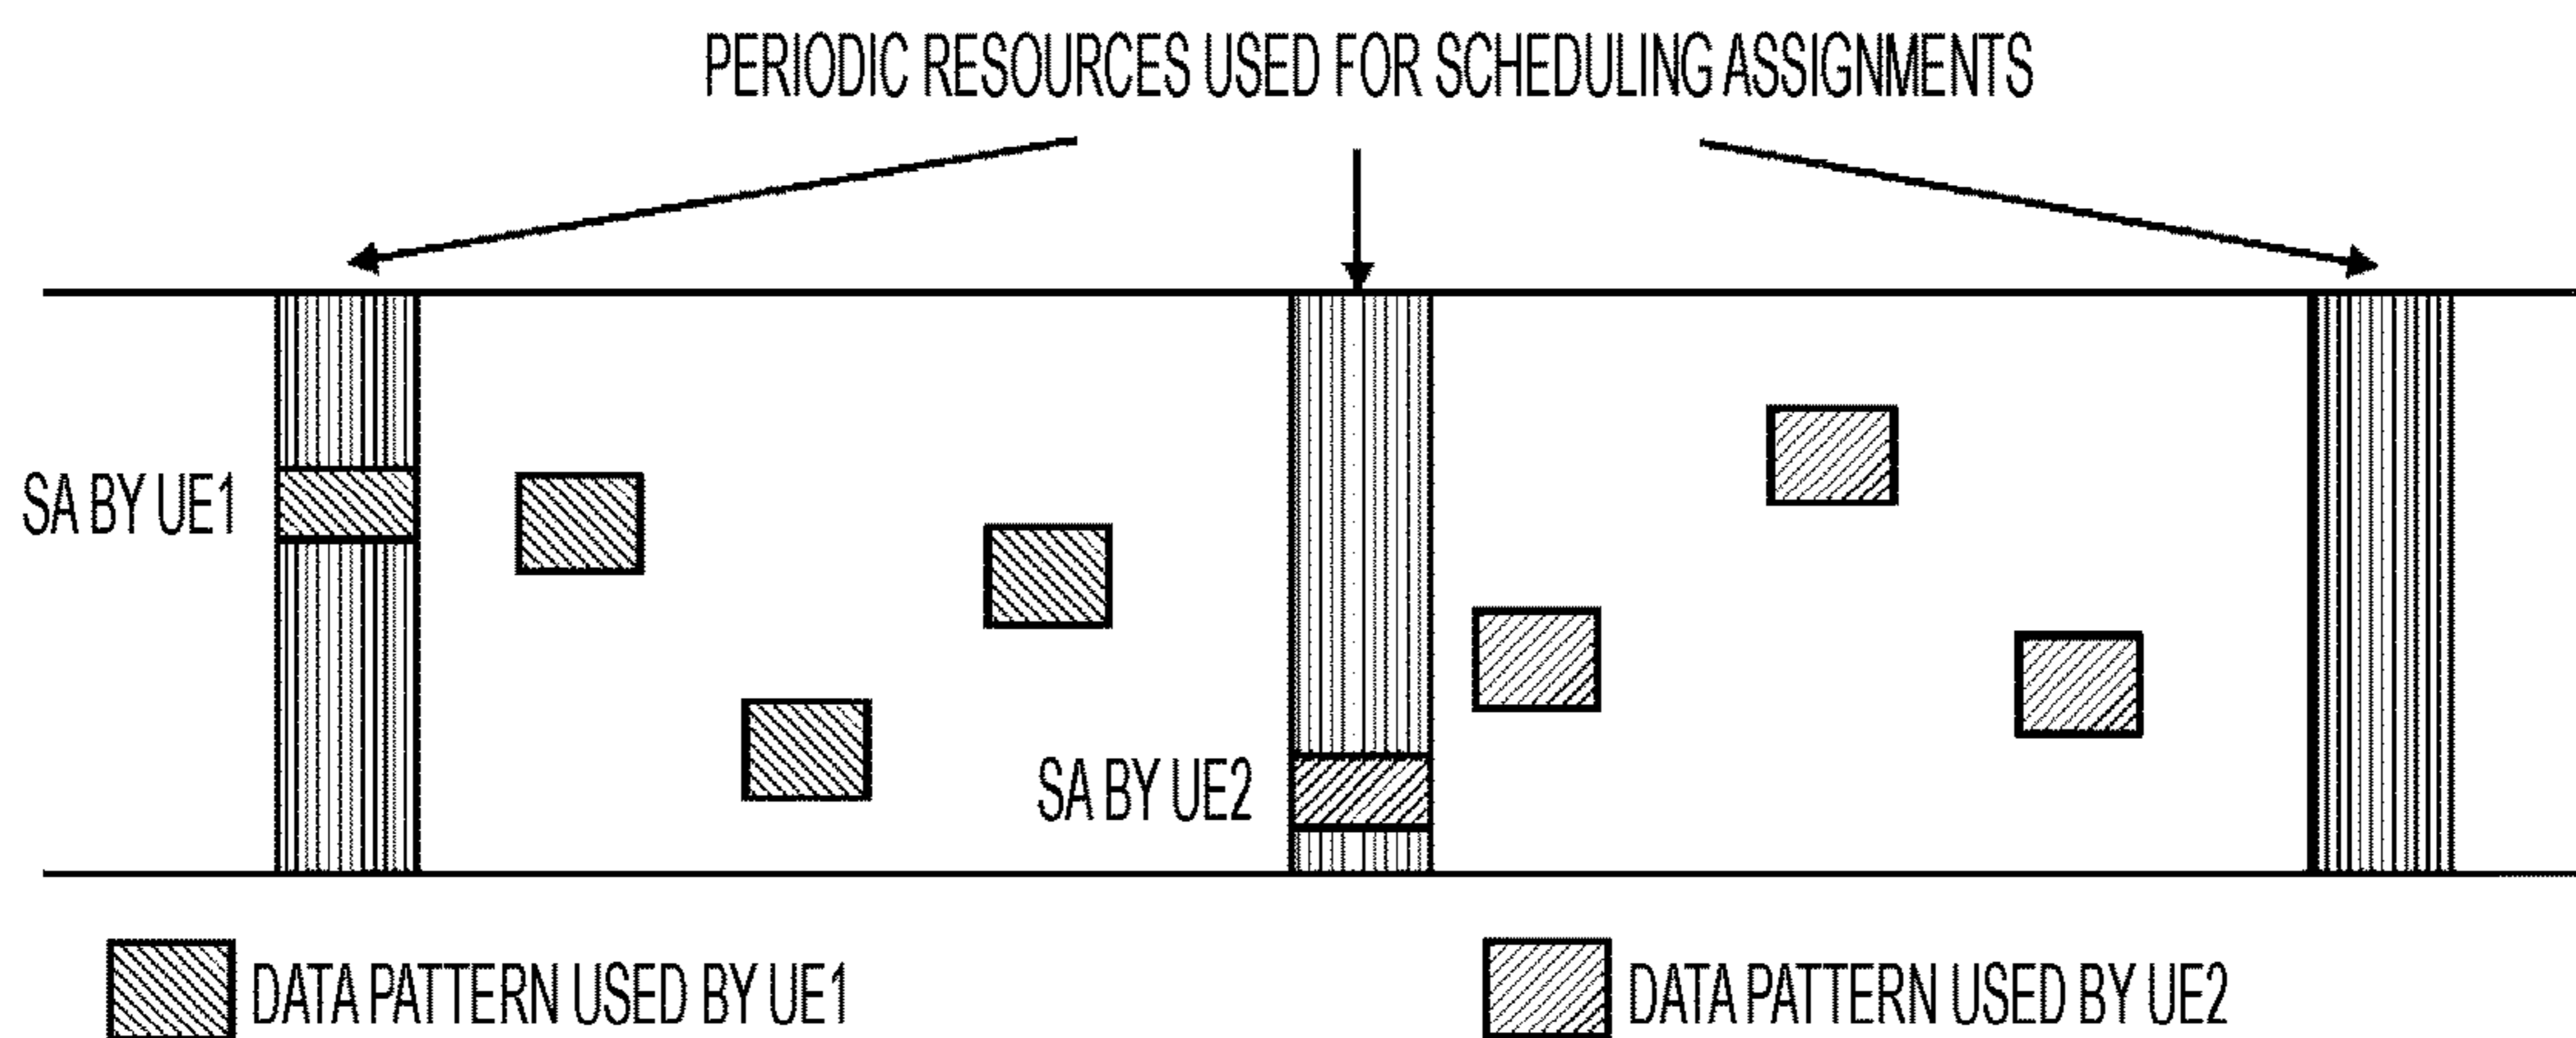 PERIODIC RESOURCES USED FOR SCHEDULING ASSIGNMENTS
SA BY UE1
SA BY UE2
DATA PATTERN USED BY UE1
DATA PATTERN USED BY UE2